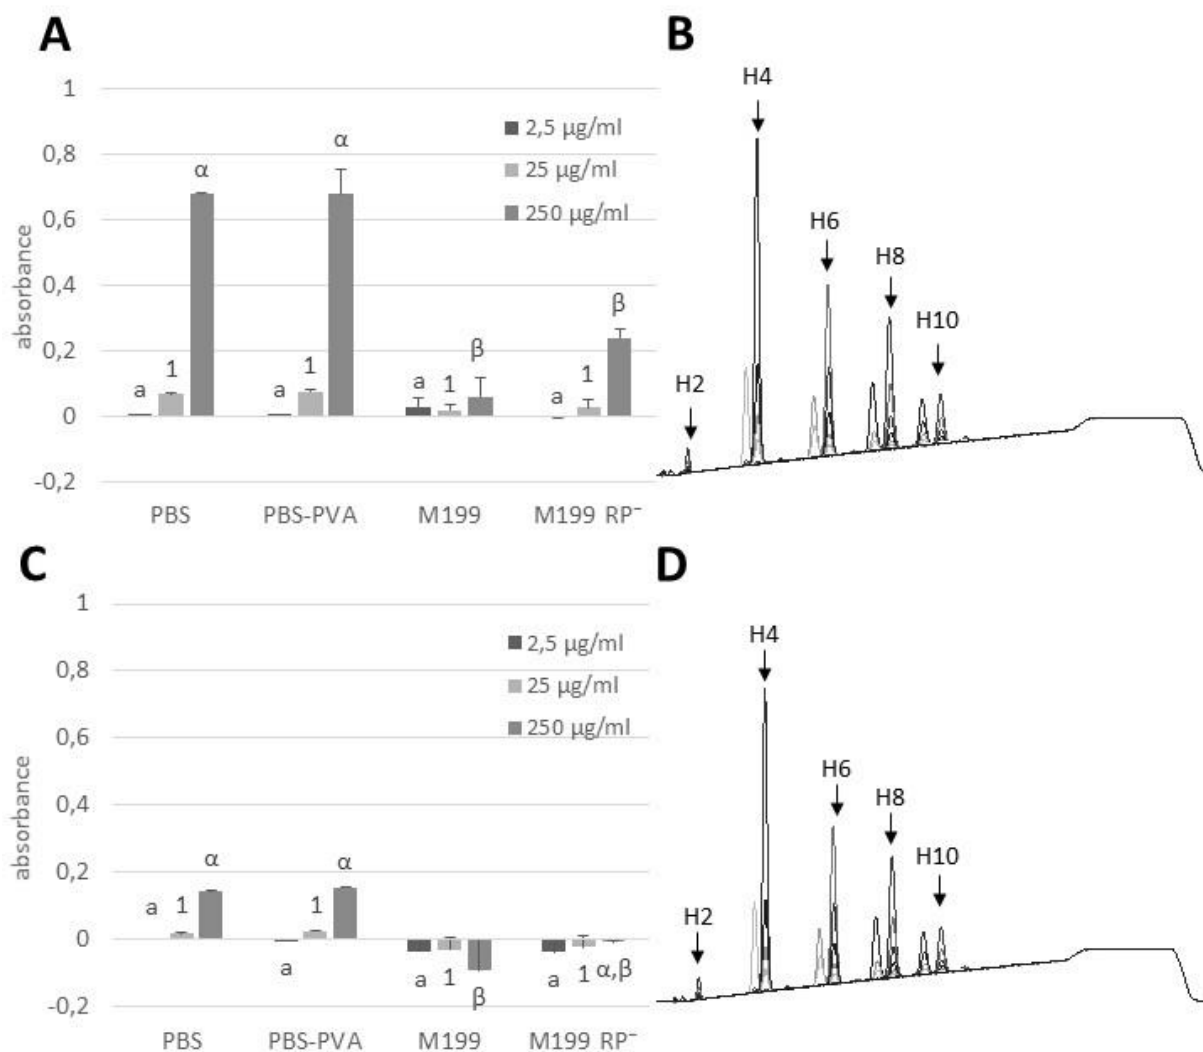 A
1
0,8
0,6
0,4
0,2
0
-0,2
absorbance
2,5 µg/ml
25 µg/ml
250 µg/ml
a 1 α
a 1 α
a 1 β
a 1 β
PBS PBS-PVA M199 M199 RP⁻
B
H2
H4
H6
H8
H10
C
1
0,8
0,6
0,4
0,2
0
-0,2
absorbance
2,5 µg/ml
25 µg/ml
250 µg/ml
a 1 α
a 1 α
a 1 β
a 1 α,β
PBS PBS-PVA M199 M199 RP⁻
D
H2
H4
H6
H8
H10